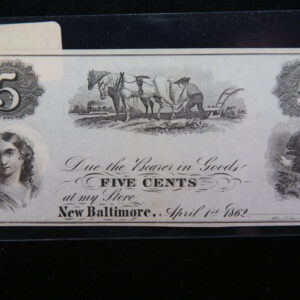 5
Due the Bearer in Goods
FIVE CENTS
at my Store
New Baltimore, April 1st 1862